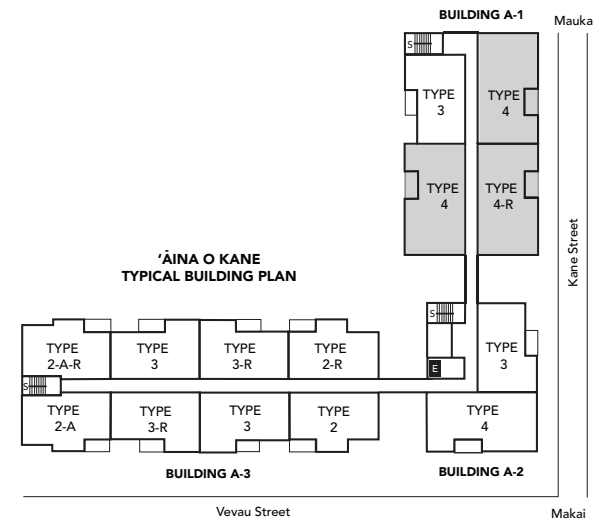 BUILDING A-1
Mauka
S
TYPE
3
TYPE
4
TYPE
4
TYPE
4-R
Kane Street
ʻĀINA O KANE
TYPICAL BUILDING PLAN
S
E
TYPE
3
TYPE
2-A-R
TYPE
3
TYPE
3-R
TYPE
2-R
S
TYPE
2-A
TYPE
3-R
TYPE
3
TYPE
2
TYPE
4
BUILDING A-3
BUILDING A-2
Vevau Street
Makai